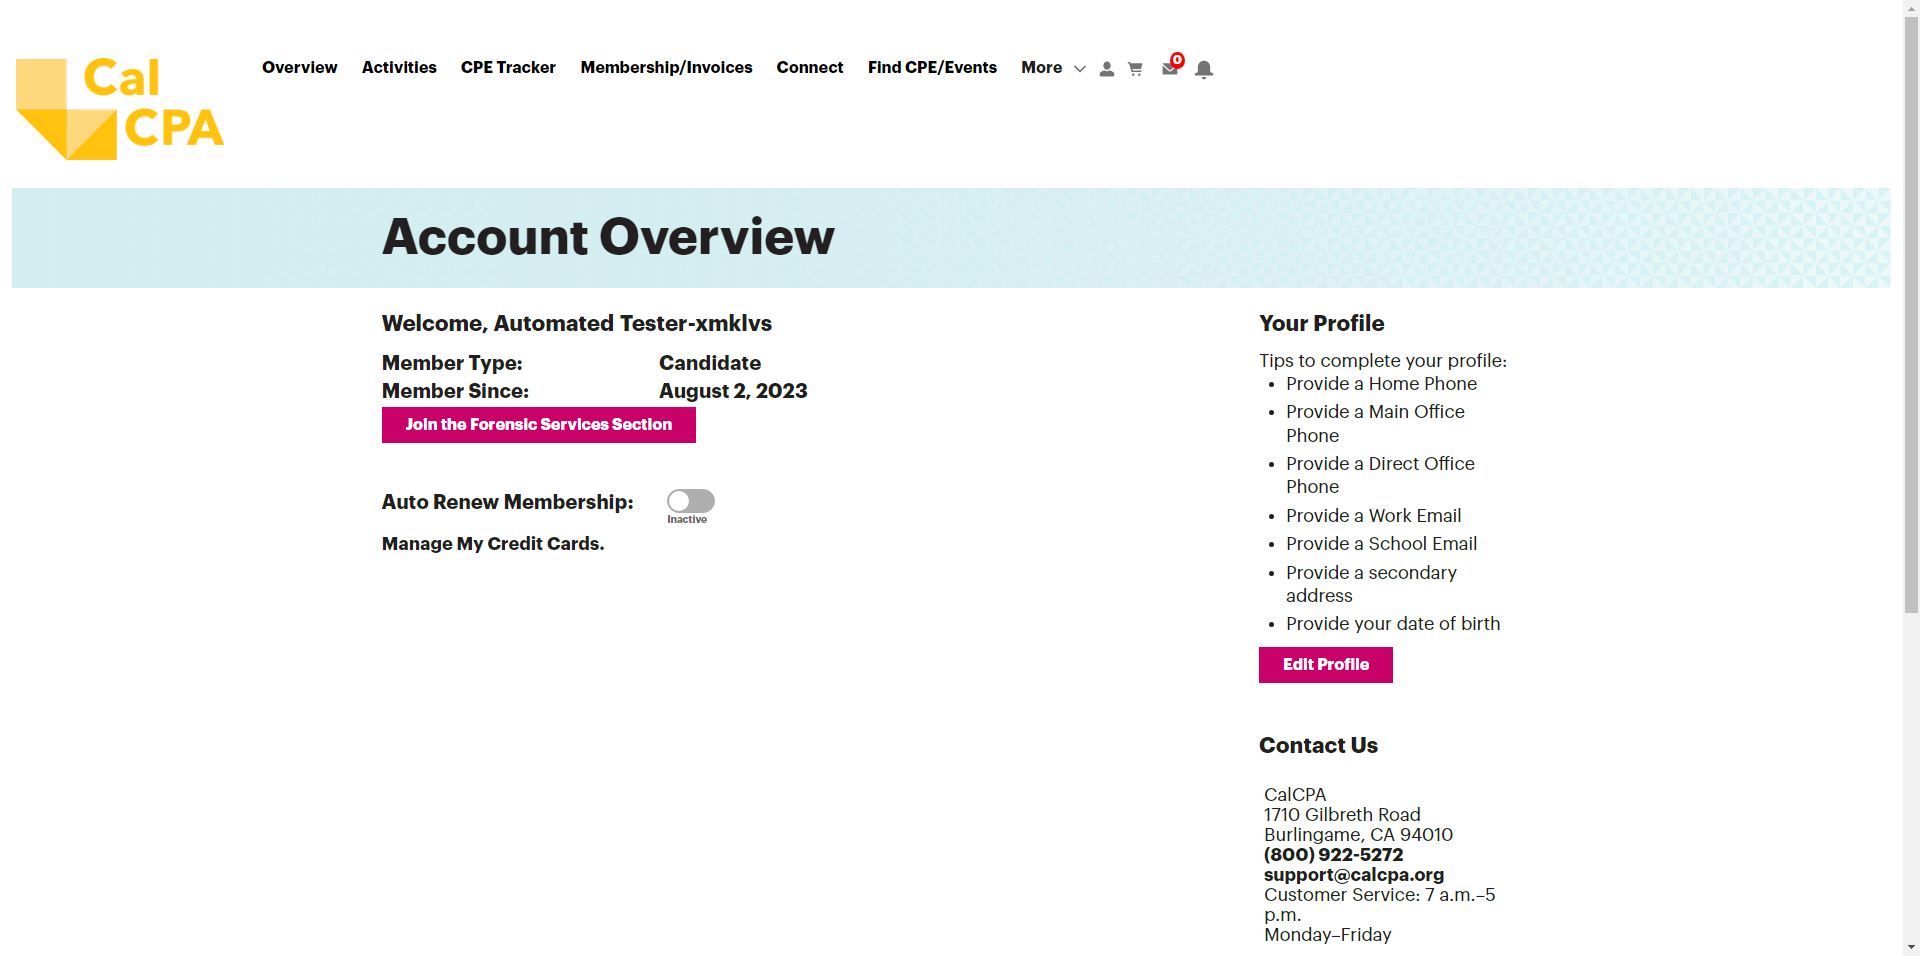 Cal
CPA
Overview Activities CPE Tracker Membership/Invoices Connect Find CPE/Events More 0
Account Overview
Welcome, Automated Tester-xmklvs
Member Type: Candidate
Member Since: August 2, 2023
Join the Forensic Services Section
Auto Renew Membership:
Inactive
Manage My Credit Cards.
Your Profile
Tips to complete your profile:
• Provide a Home Phone
• Provide a Main Office
Phone
• Provide a Direct Office
Phone
• Provide a Work Email
• Provide a School Email
• Provide a secondary
address
• Provide your date of birth
Edit Profile
Contact Us
CalCPA
1710 Gilbreth Road
Burlingame, CA 94010
(800) 922-5272
support@calcpa.org
Customer Service: 7 a.m.–5
p.m.
Monday–Friday